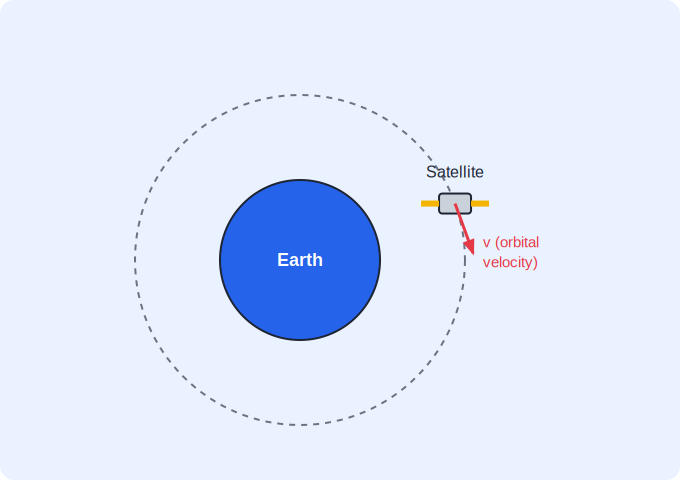 Satellite
v (orbital
velocity)
Earth